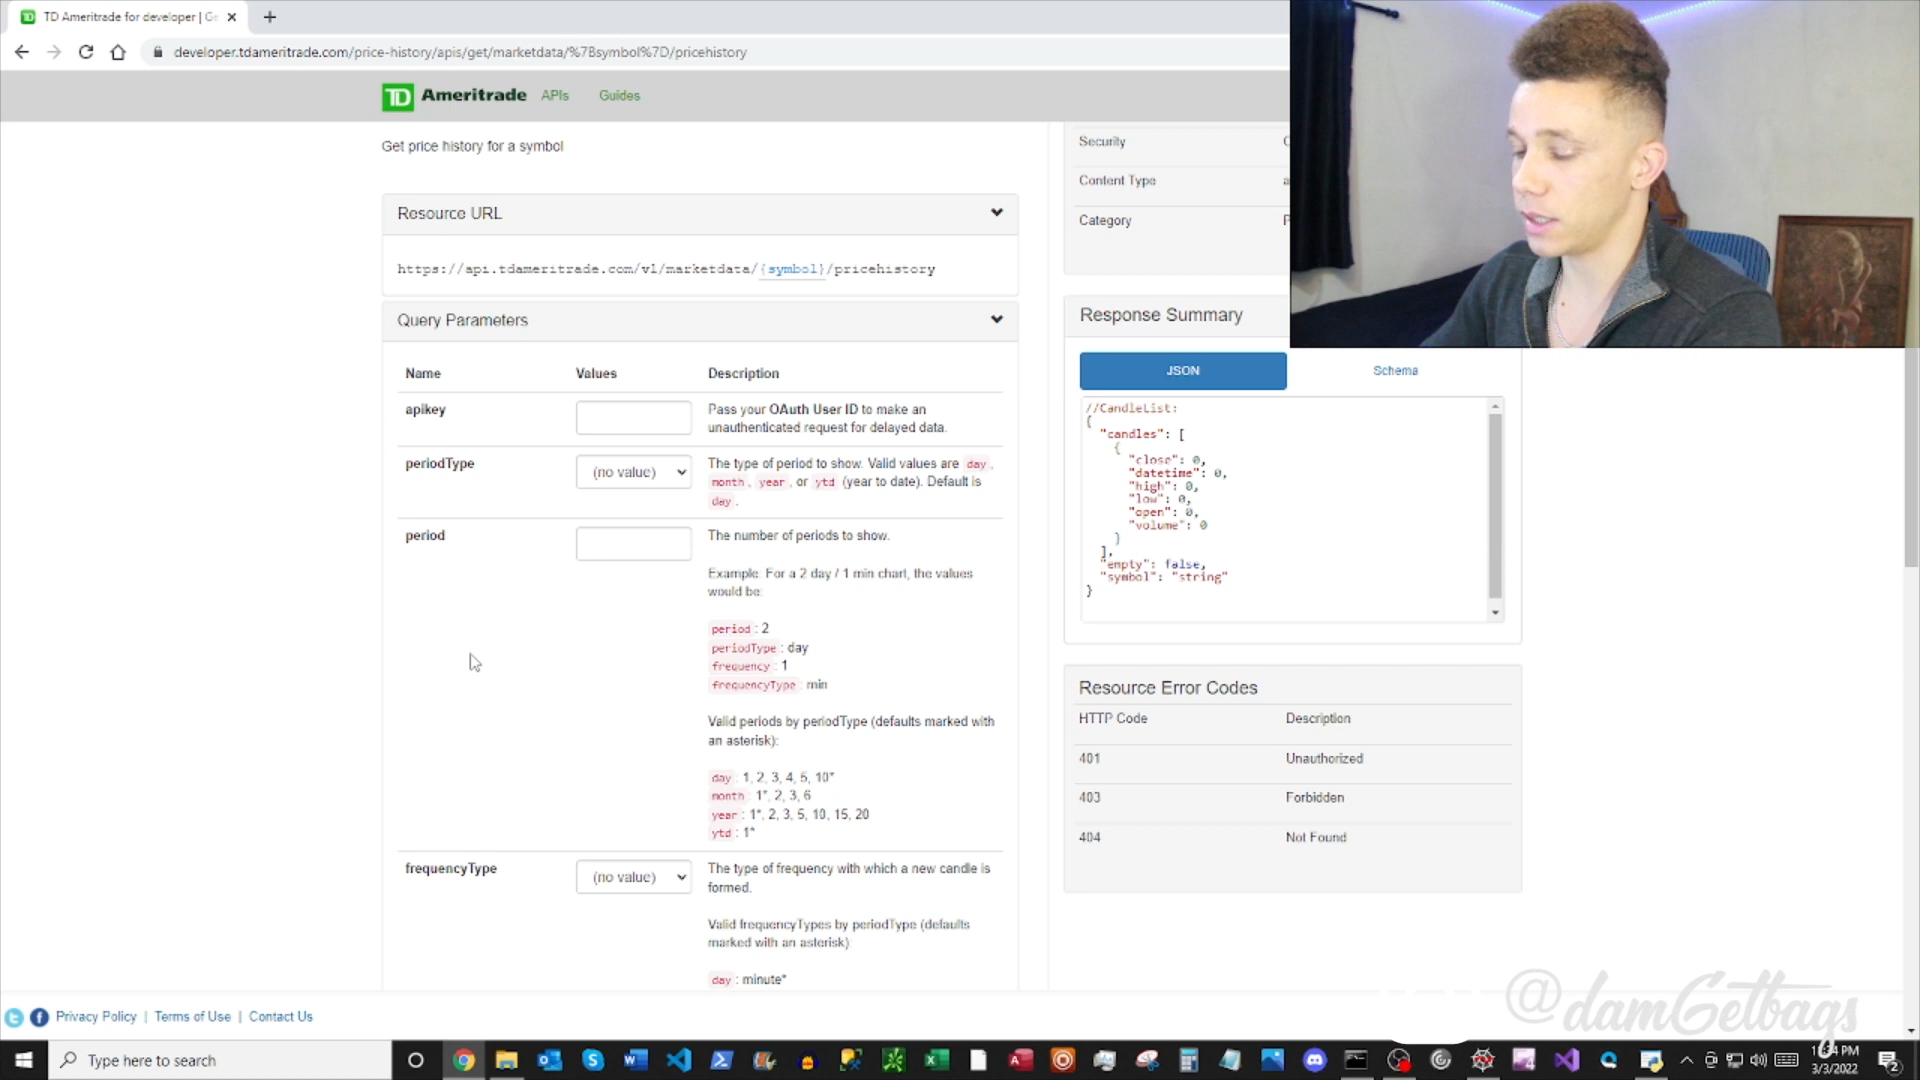 TD Ameritrade for developer | Ge
developer.tdameritrade.com/price-history/apis/get/marketdata/%7Bsymbol%7D/pricehistory
TD Ameritrade APIs Guides
Get price history for a symbol
Resource URL
https://api.tdameritrade.com/v1/marketdata/{symbol}/pricehistory
Query Parameters
Name Values Description
apikey
Pass your OAuth User ID to make an
unauthenticated request for delayed data.
periodType
(no value)
The type of period to show. Valid values are day,
month, year, or ytd (year to date). Default is
day.
period
The number of periods to show.
Example: For a 2 day / 1 min chart, the values
would be:
period: 2
periodType: day
frequency: 1
frequencyType: min
Valid periods by periodType (defaults marked with
an asterisk):
day: 1, 2, 3, 4, 5, 10*
month: 1*, 2, 3, 6
year: 1*, 2, 3, 5, 10, 15, 20
ytd: 1*
frequencyType
(no value)
The type of frequency with which a new candle is
formed.
Valid frequencyTypes by periodType (defaults
marked with an asterisk)
day: minute*
Security
Content Type
Category
Response Summary
JSON Schema
//CandleList:
{
"candles": [
{
"close": 0,
"datetime": 0,
"high": 0,
"low": 0,
"open": 0,
"volume": 0
}
],
"empty": false,
"symbol": "string"
}
Resource Error Codes
HTTP Code Description
401 Unauthorized
403 Forbidden
404 Not Found
@damGetbags
Privacy Policy | Terms of Use | Contact Us
Type here to search
3/3/2022
2